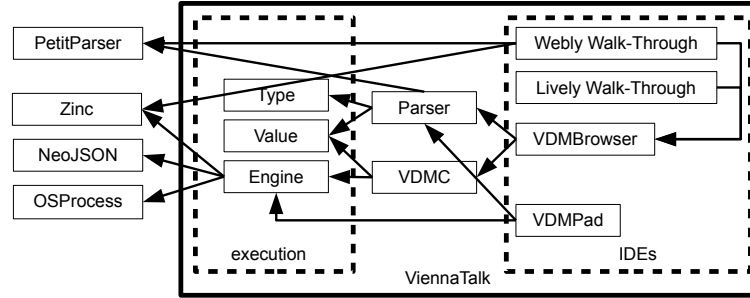 PetitParser
Webly Walk-Through
Type
Parser
Lively Walk-Through
Zinc
Value
VDMBrowser
NeoJSON
Engine
VDMC
OSProcess
VDMPad
execution
IDEs
ViennaTalk